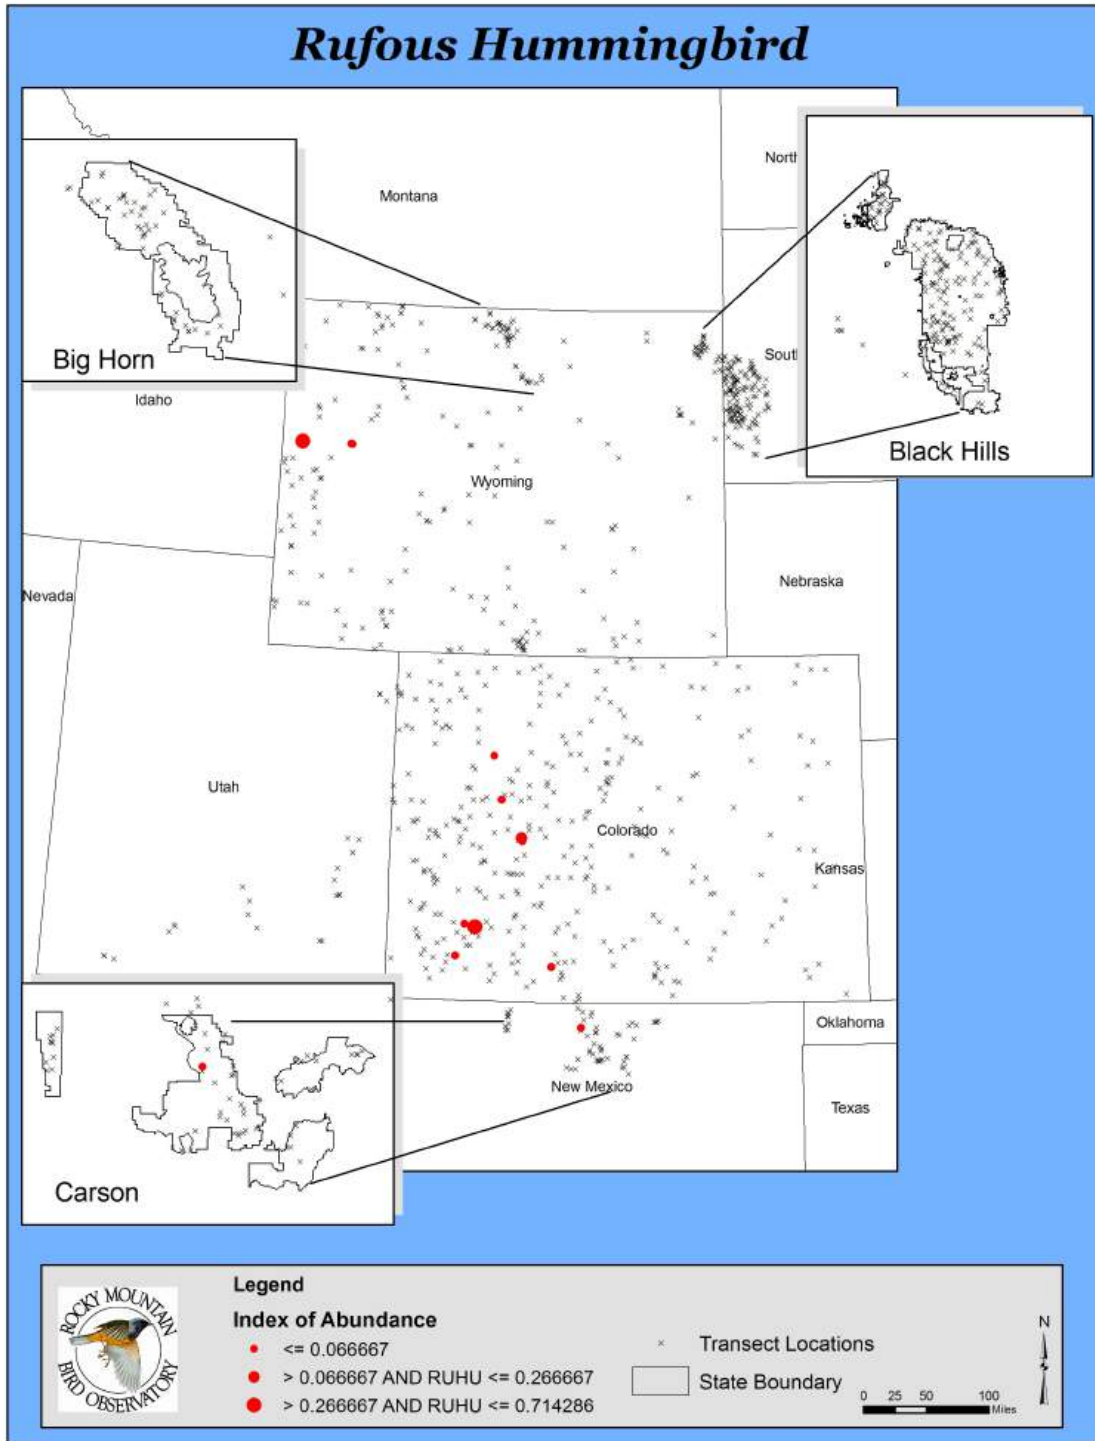 Rufous Hummingbird
Montana
North
Big Horn
Idaho
South
Black Hills
Wyoming
Nevada
Nebraska
Utah
Colorado
Kansas
Oklahoma
New Mexico
Texas
Carson
ROCKY MOUNTAIN
BIRD OBSERVATORY
Legend
Index of Abundance
<= 0.066667
> 0.066667 AND RUHU <= 0.266667
> 0.266667 AND RUHU <= 0.714286
Transect Locations
State Boundary
N
0 25 50 100
Miles